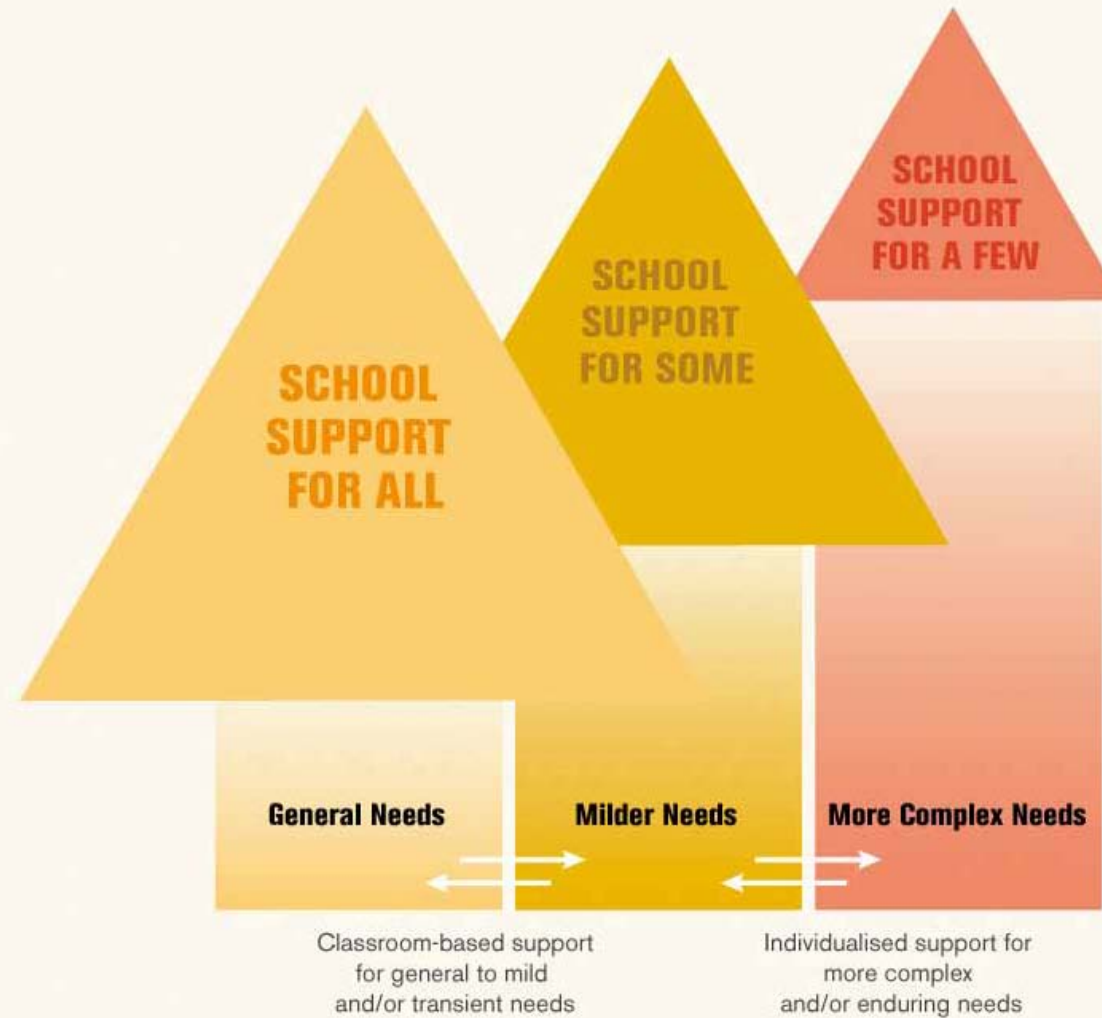 SCHOOL
SUPPORT
FOR ALL
SCHOOL
SUPPORT
FOR SOME
SCHOOL
SUPPORT
FOR A FEW
General Needs
Milder Needs
More Complex Needs
Classroom-based support
for general to mild
and/or transient needs
Individualised support for
more complex
and/or enduring needs